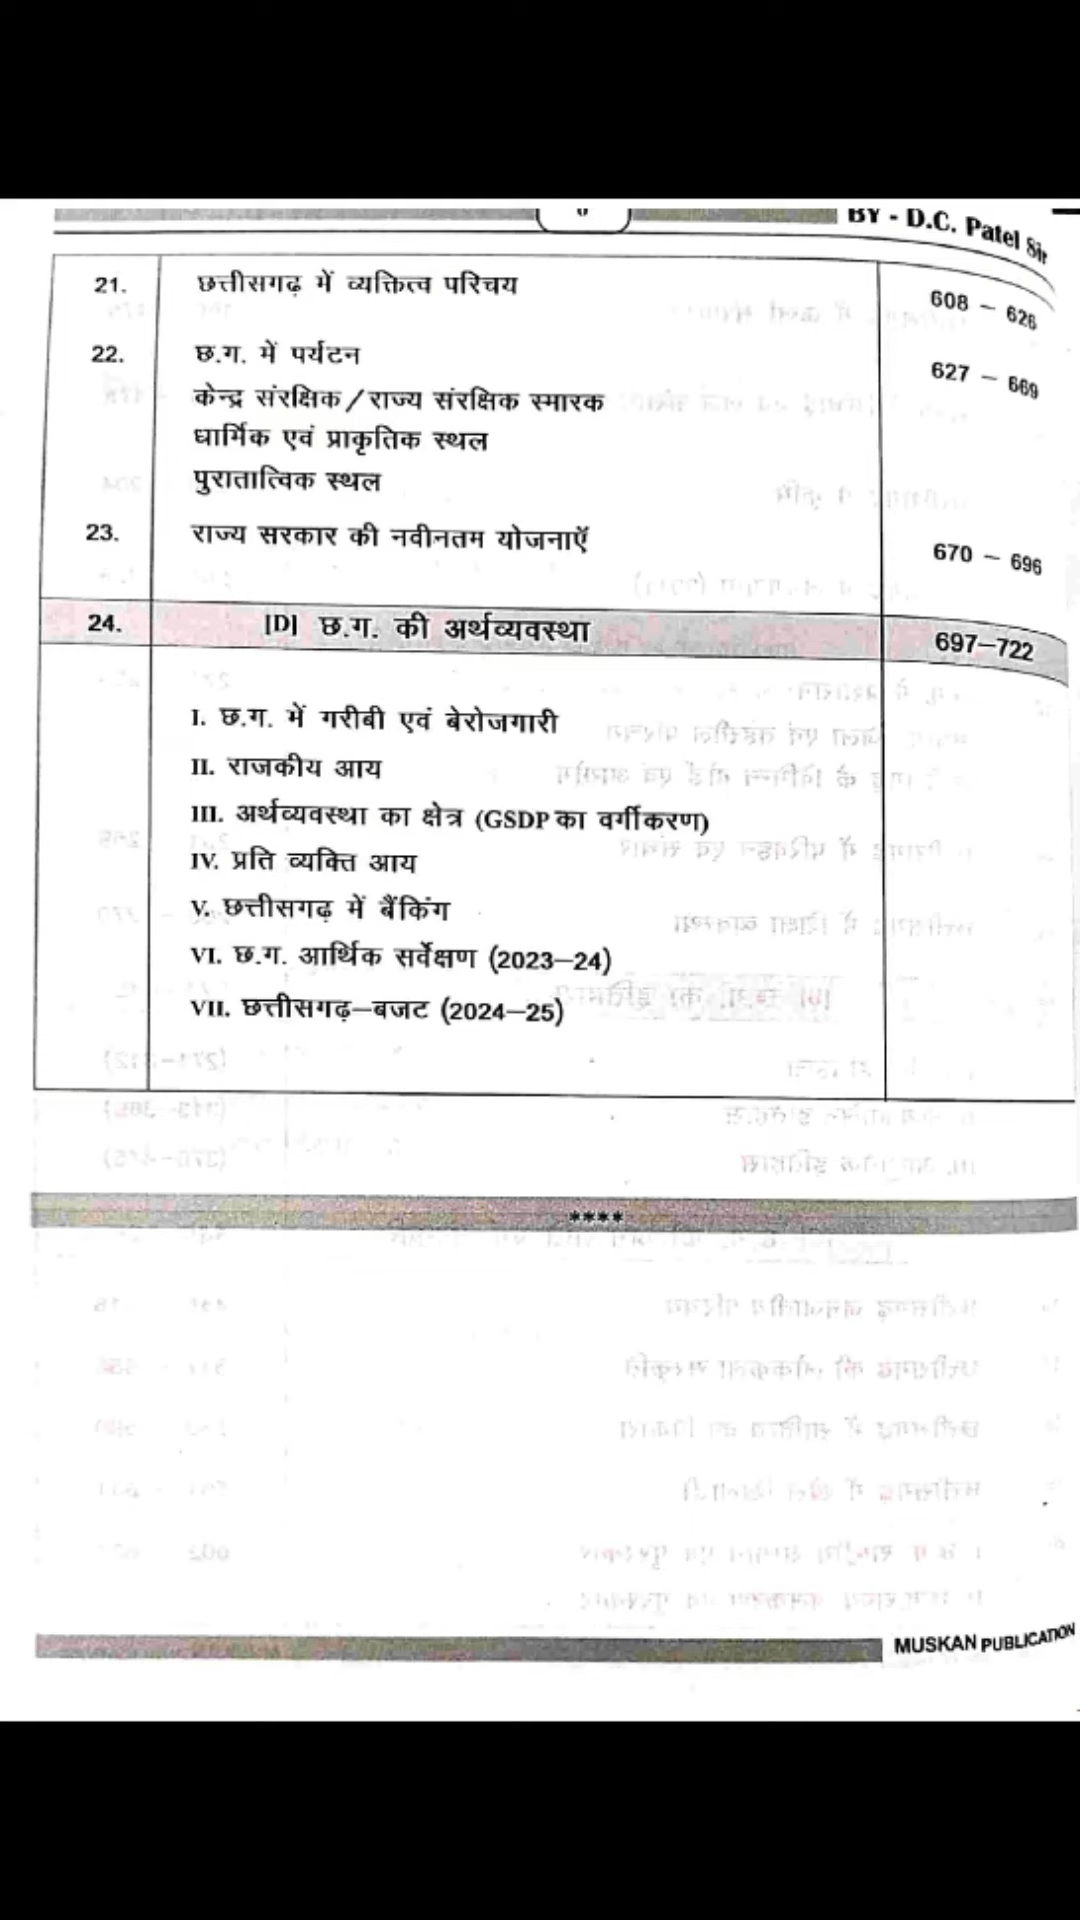 BY - D.C. Patel Sir
21. छत्तीसगढ़ में व्यक्तित्व परिचय 608 – 626
22. छ.ग. में पर्यटन 627 – 669
केन्द्र संरक्षिक / राज्य संरक्षिक स्मारक
धार्मिक एवं प्राकृतिक स्थल
पुरातात्विक स्थल
23. राज्य सरकार की नवीनतम योजनाएँ 670 – 696
24. |D| छ.ग. की अर्थव्यवस्था 697–722
I. छ.ग. में गरीबी एवं बेरोजगारी
II. राजकीय आय
III. अर्थव्यवस्था का क्षेत्र (GSDP का वर्गीकरण)
IV. प्रति व्यक्ति आय
V. छत्तीसगढ़ में बैंकिंग
VI. छ.ग. आर्थिक सर्वेक्षण (2023–24)
VII. छत्तीसगढ़–बजट (2024–25)
****
MUSKAN PUBLICATION